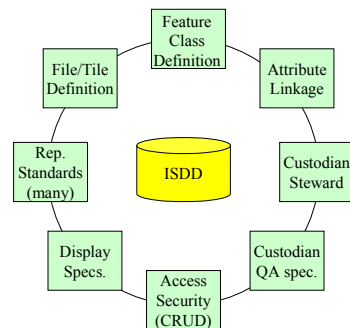 Feature
Class
Definition
File/Tile
Definition
Attribute
Linkage
Rep.
Standards
(many)
ISDD
Custodian
Steward
Display
Specs.
Custodian
QA spec.
Access
Security
(CRUD)